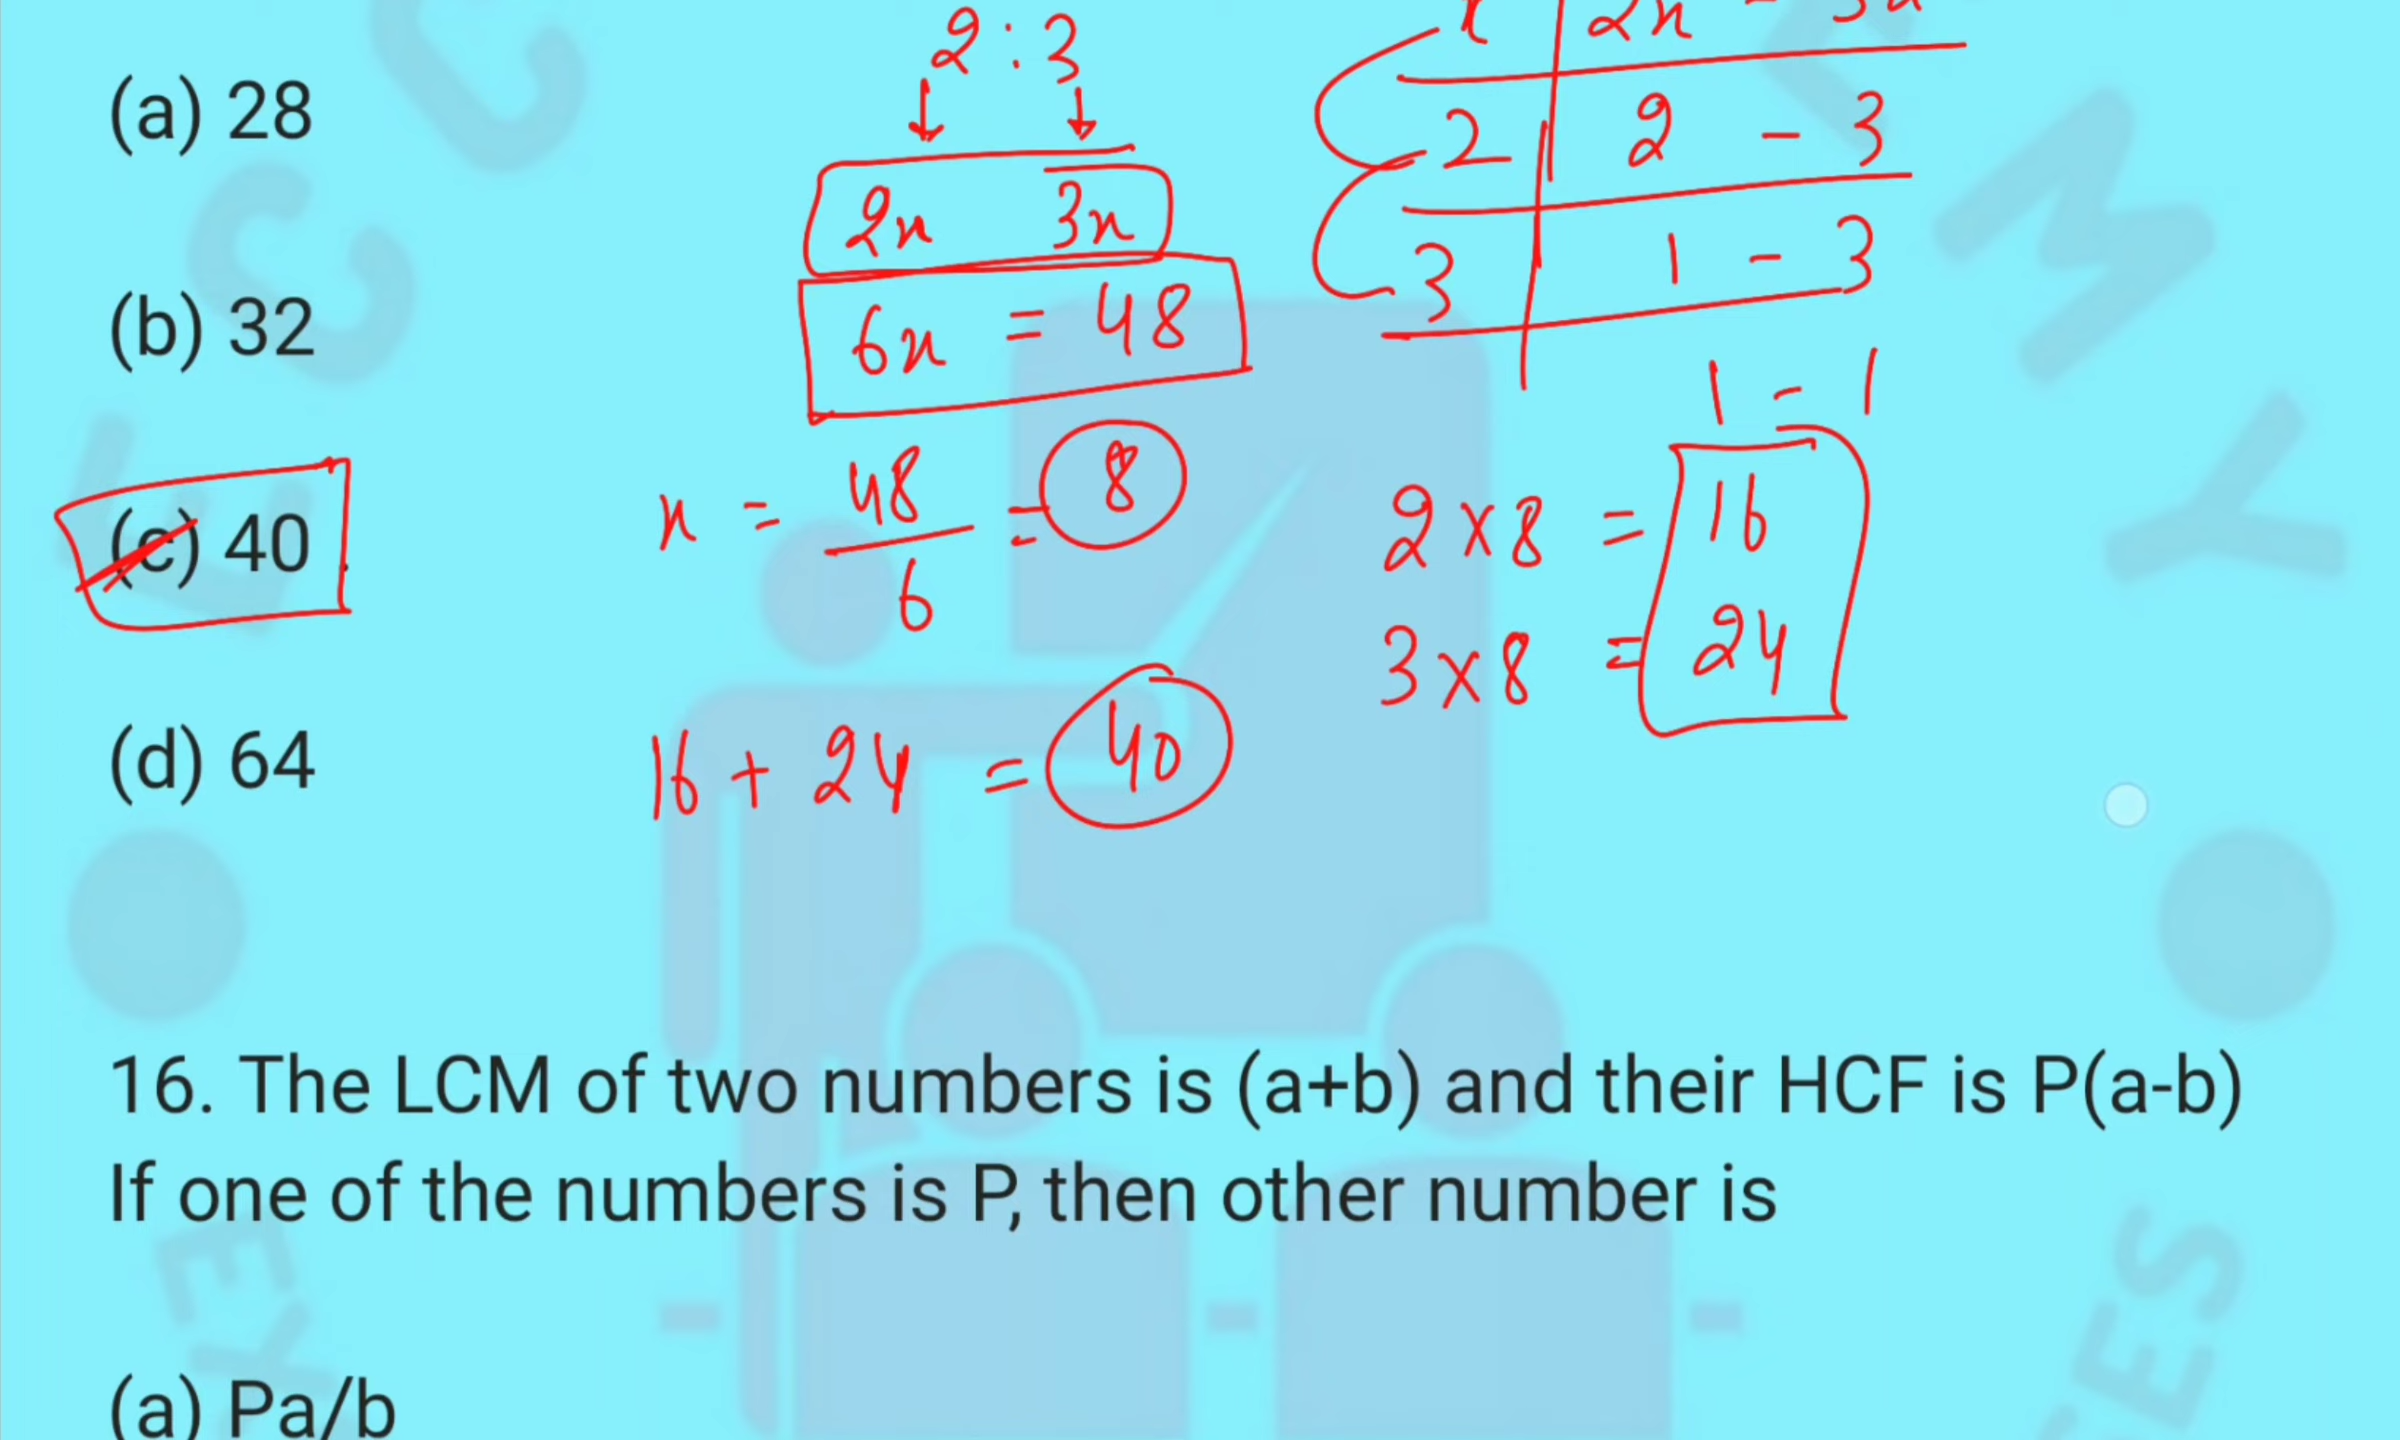 2 : 3
x 2x - 3x
(a) 28
2 2 - 3
2x 3x
3 1 - 3
(b) 32
6x = 48
1 - 1
(c) 40
x = 48/6 = 8
2 x 8 = 16
3 x 8 = 24
(d) 64
16 + 24 = 40
16. The LCM of two numbers is (a+b) and their HCF is P(a-b)
If one of the numbers is P, then other number is
(a) Pa/b